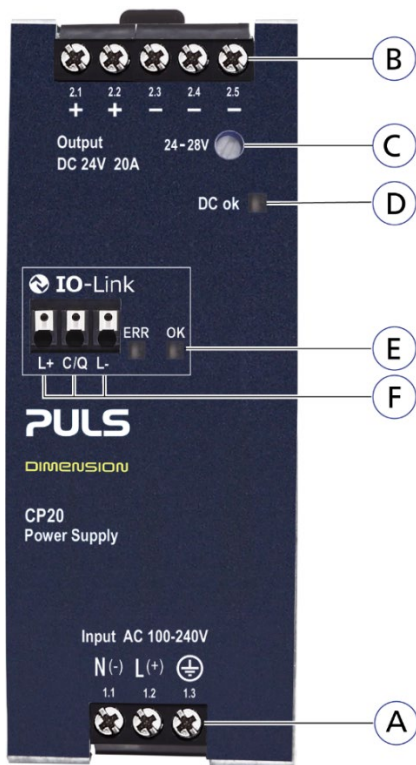 2.1 2.2 2.3 2.4 2.5
+ + − − −
B
Output 24-28V
DC 24V 20A
C
DC ok
D
IO-Link
ERR OK
E
L+ C/Q L-
F
PULS
DIMENSION
CP20
Power Supply
Input AC 100-240V
N(-) L(+)
1.1 1.2 1.3
A